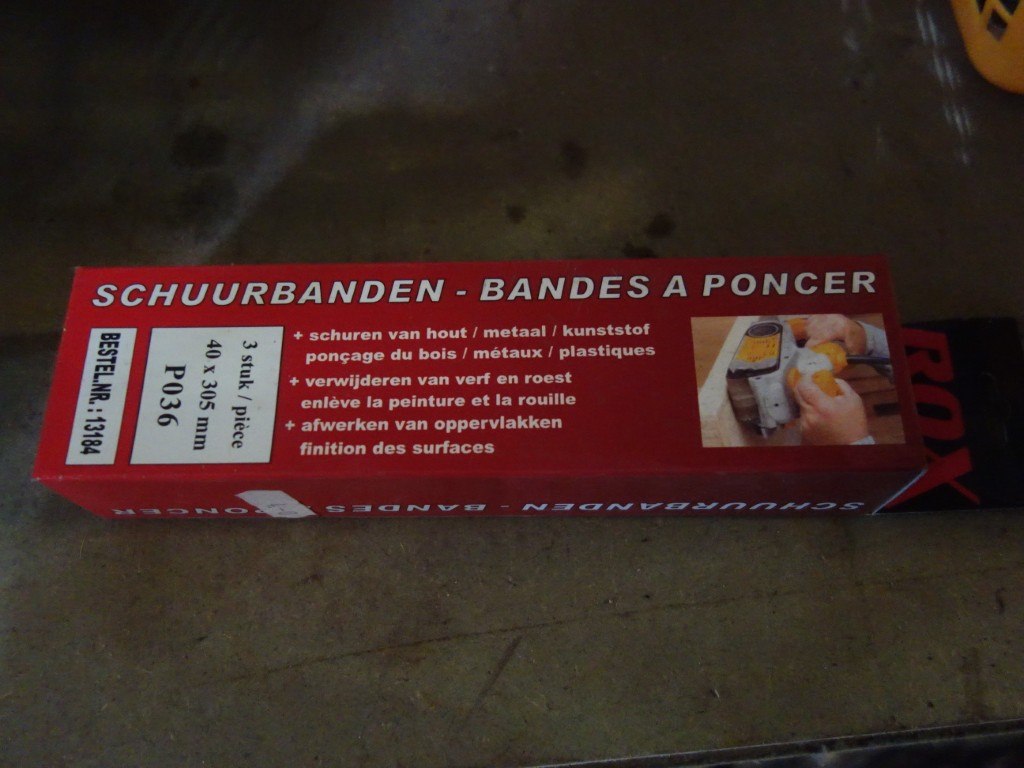 SCHUURBANDEN - BANDES A PONCER
BESTEL.NR.: 13184
3 stuk / pièce
40 x 305 mm
P036
+ schuren van hout / metaal / kunststof
ponçage du bois / métaux / plastiques
+ verwijderen van verf en roest
enlève la peinture et la rouille
+ afwerken van oppervlakken
finition des surfaces
ROX
SCHUURBANDEN - BANDES PONCER